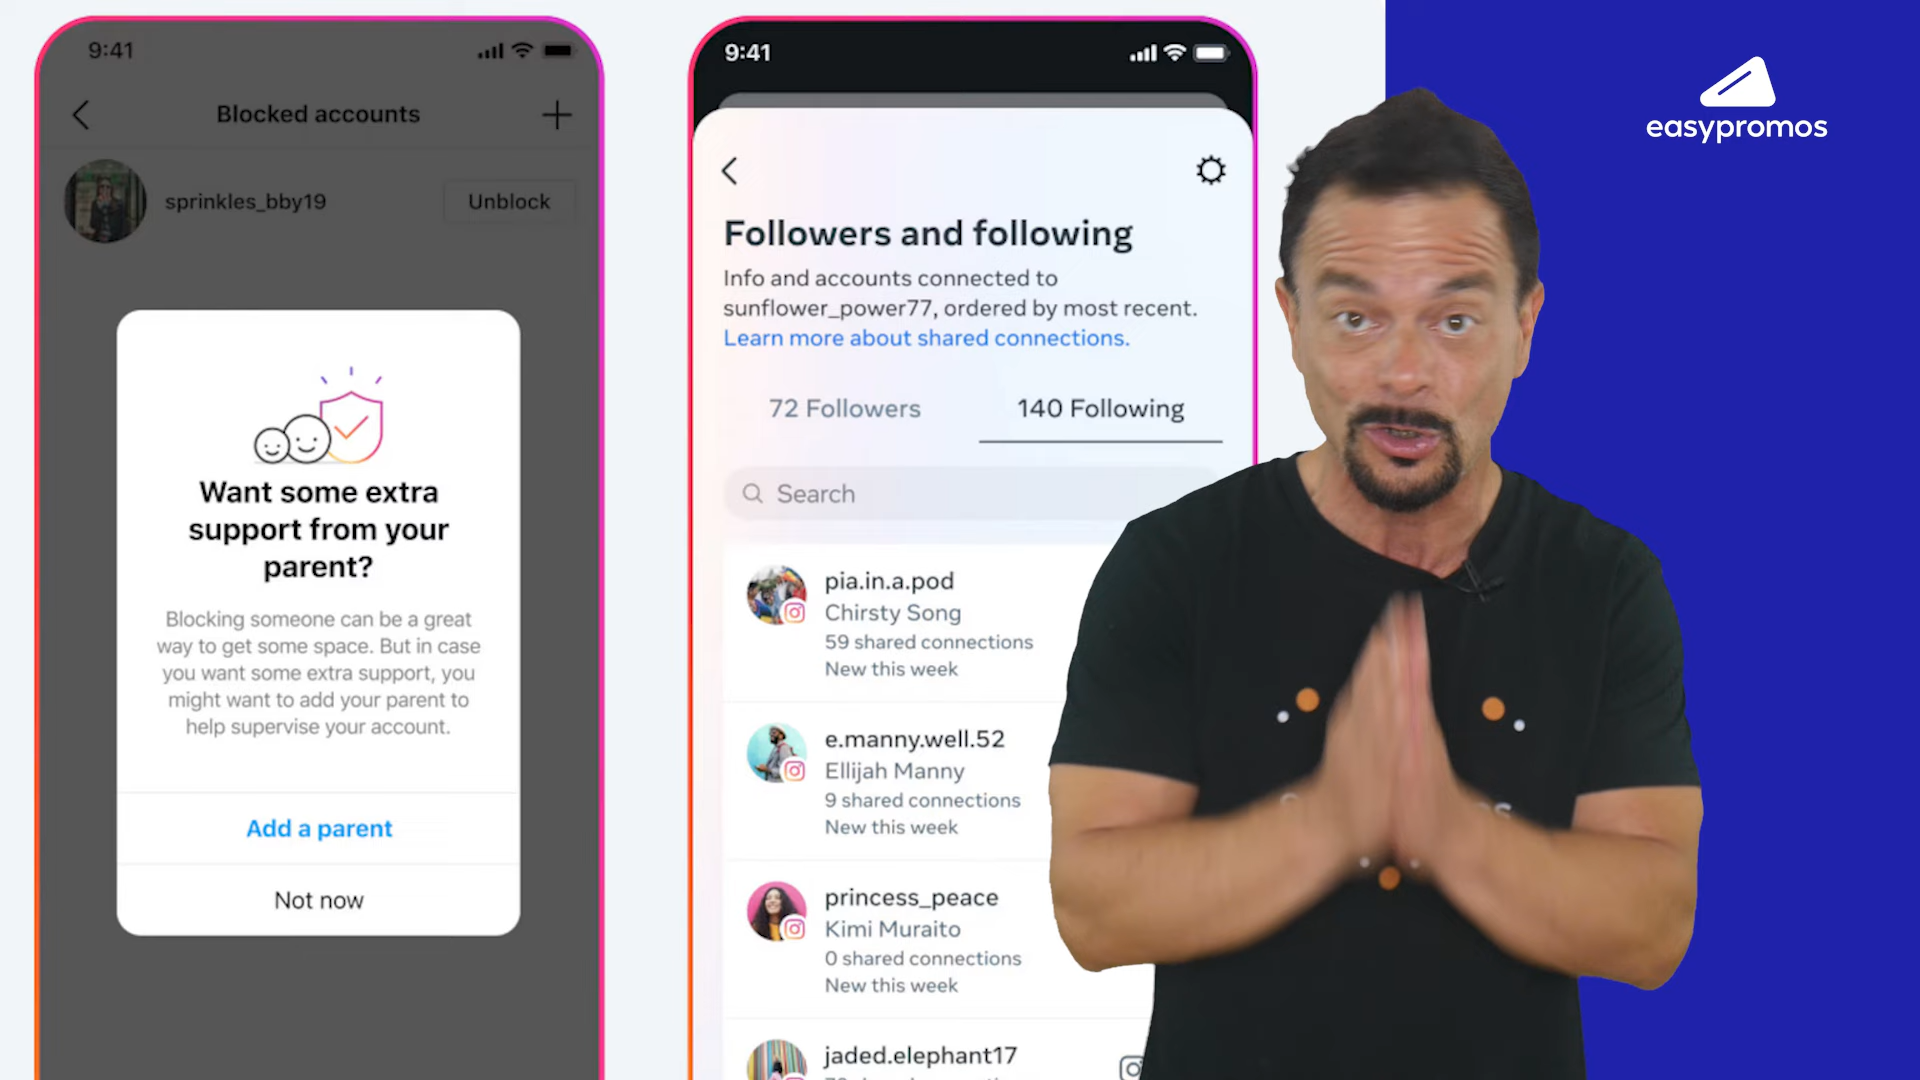 9:41
Blocked accounts
sprinkles_bby19
Unblock
Want some extra
support from your
parent?
Blocking someone can be a great
way to get some space. But in case
you want some extra support, you
might want to add your parent to
help supervise your account.
Add a parent
Not now
9:41
Followers and following
Info and accounts connected to
sunflower_power77, ordered by most recent.
Learn more about shared connections.
72 Followers
140 Following
Search
pia.in.a.pod
Chirsty Song
59 shared connections
New this week
e.manny.well.52
Ellijah Manny
9 shared connections
New this week
princess_peace
Kimi Muraito
0 shared connections
New this week
jaded.elephant17
easypromos